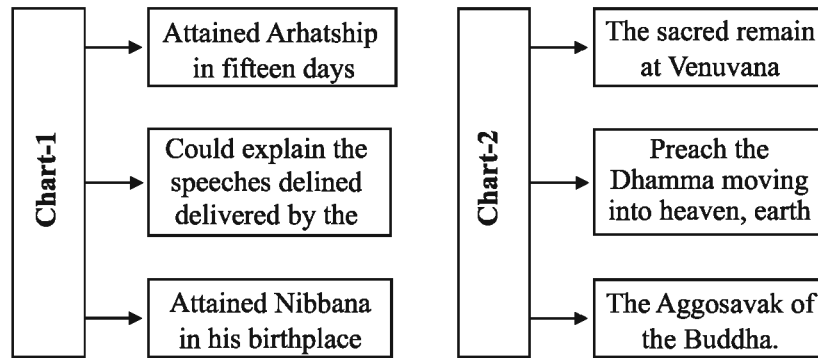 Chart-1
Attained Arhatship
in fifteen days
Could explain the
speeches delined
delivered by the
Attained Nibbana
in his birthplace
Chart-2
The sacred remain
at Venuvana
Preach the
Dhamma moving
into heaven, earth
The Aggosavak of
the Buddha.